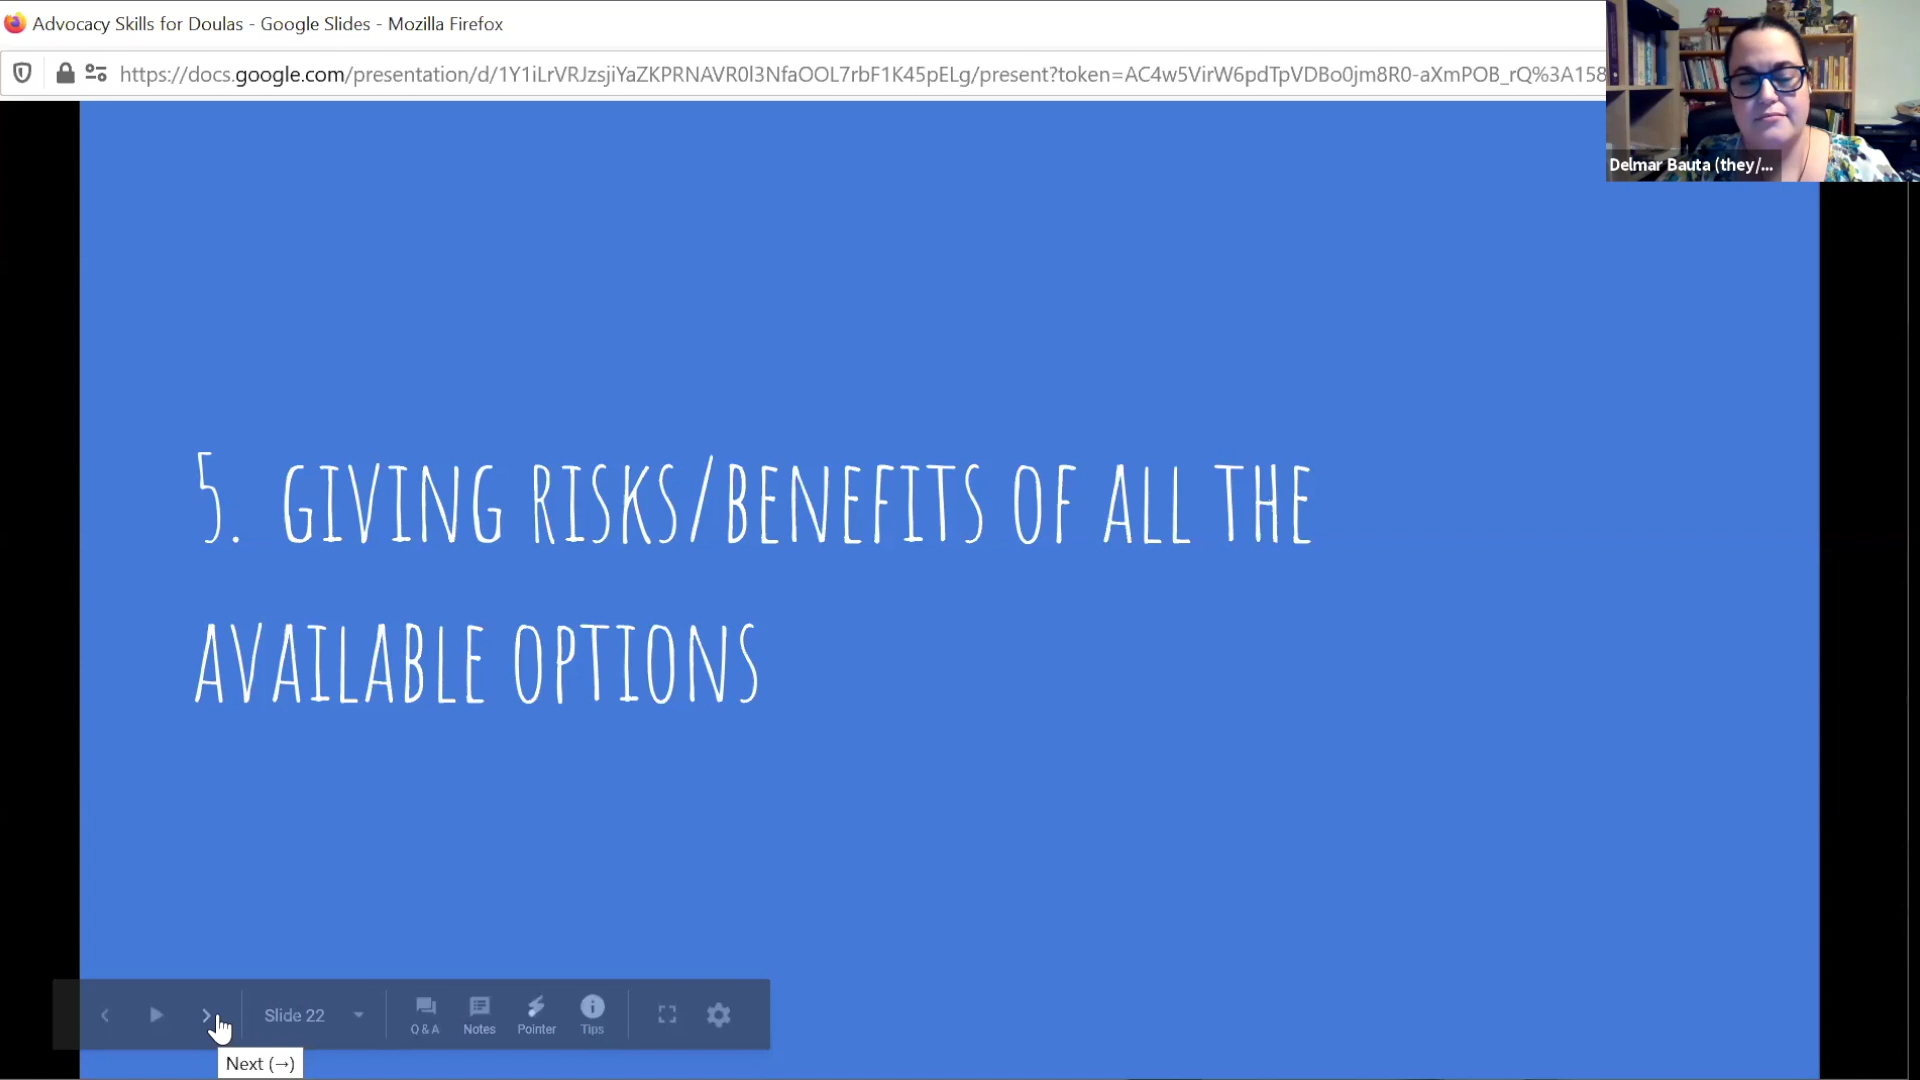 Advocacy Skills for Doulas - Google Slides - Mozilla Firefox
https://docs.google.com/presentation/d/1Y1iLrVRJzsjiYaZKPRNAVR0l3NfaOOL7rbF1K45pELg/present?token=AC4w5VirW6pdTpVDBo0jm8R0-aXmPOB_rQ%3A158
Delmar Bauta (they/...
5. GIVING RISKS/BENEFITS OF ALL THE
AVAILABLE OPTIONS
Slide 22
Q & A Notes Pointer Tips
Next (→)